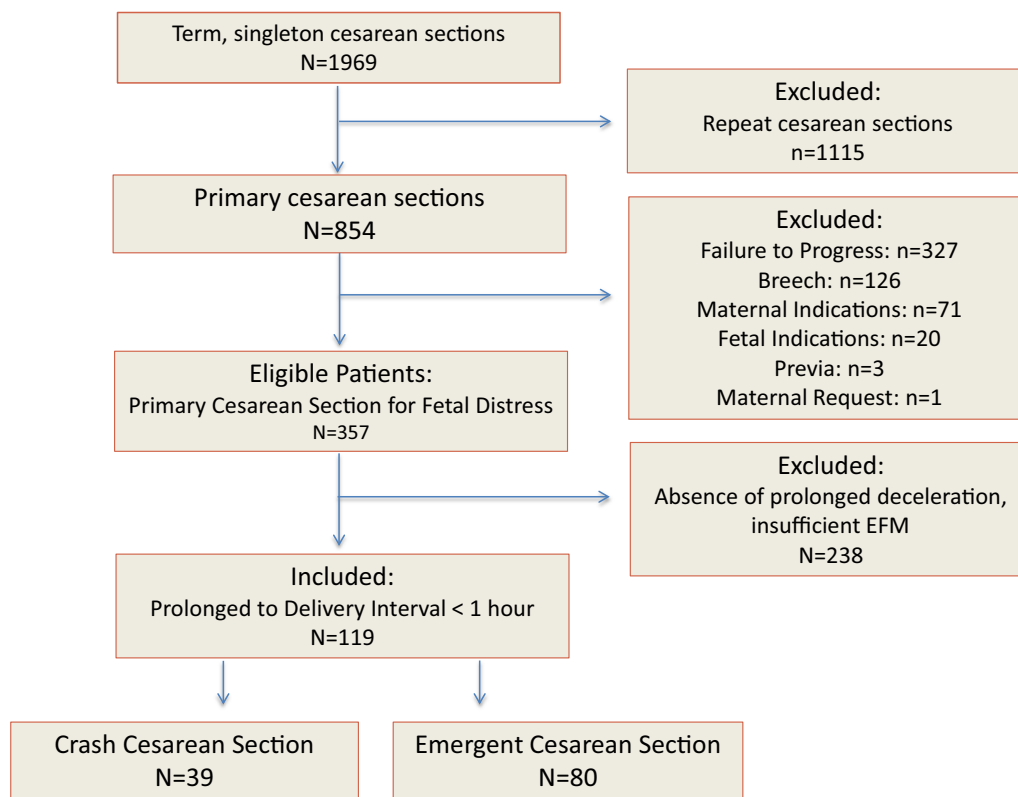 Term, singleton cesarean sections
N=1969
Excluded:
Repeat cesarean sections
n=1115
Primary cesarean sections
N=854
Excluded:
Failure to Progress: n=327
Breech: n=126
Maternal Indications: n=71
Fetal Indications: n=20
Previa: n=3
Maternal Request: n=1
Eligible Patients:
Primary Cesarean Section for Fetal Distress
N=357
Excluded:
Absence of prolonged deceleration,
insufficient EFM
N=238
Included:
Prolonged to Delivery Interval < 1 hour
N=119
Crash Cesarean Section
N=39
Emergent Cesarean Section
N=80